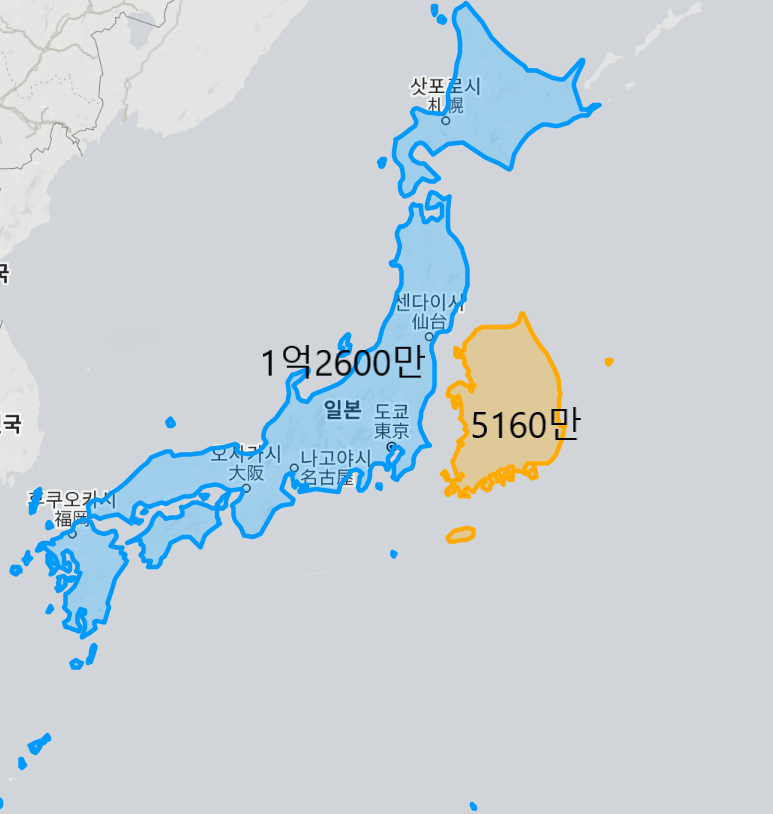 삿포로시
札幌
국
센다이시
仙台
1억2600만
일본
도쿄
東京
5160만
국
오사카시
大阪
나고야시
名古屋
후쿠오카시
福岡